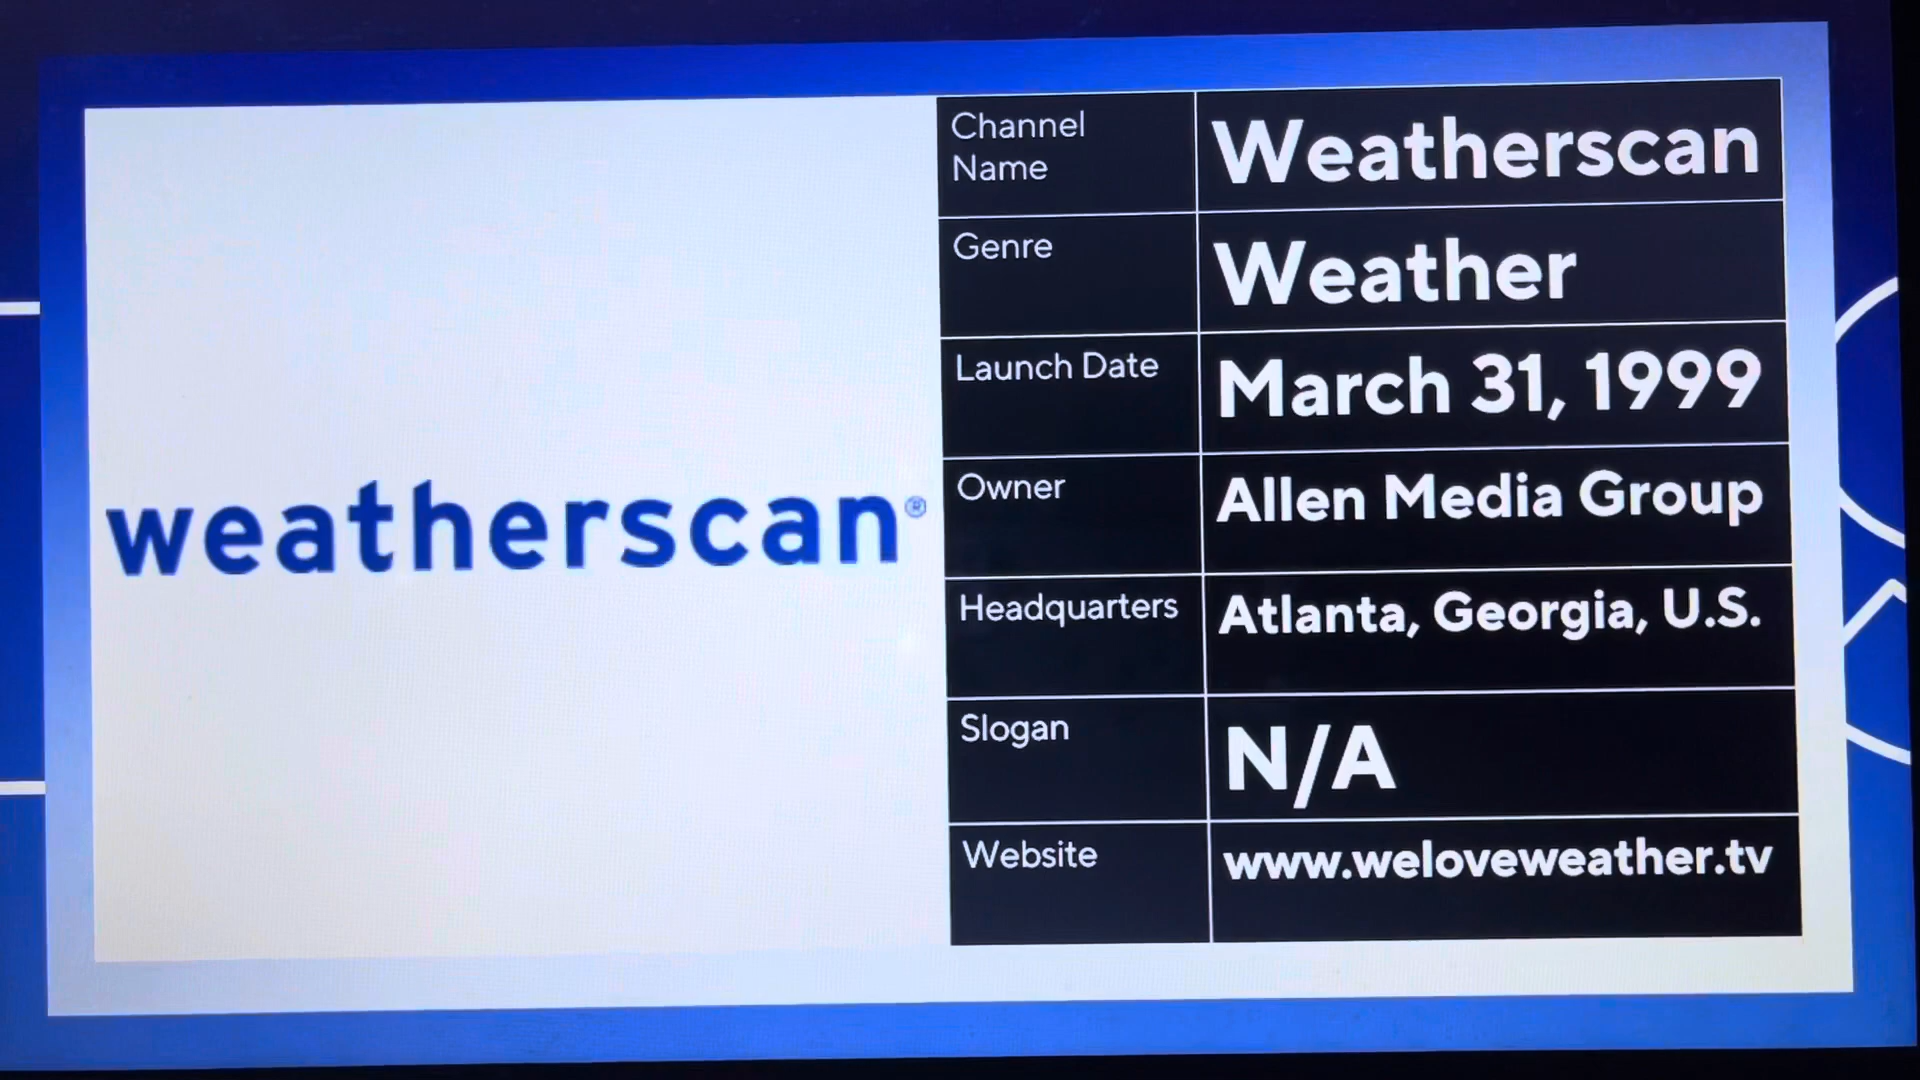 weatherscan®
Channel
Name
Weatherscan
Genre
Weather
Launch Date
March 31, 1999
Owner
Allen Media Group
Headquarters
Atlanta, Georgia, U.S.
Slogan
N/A
Website
www.weloveweather.tv